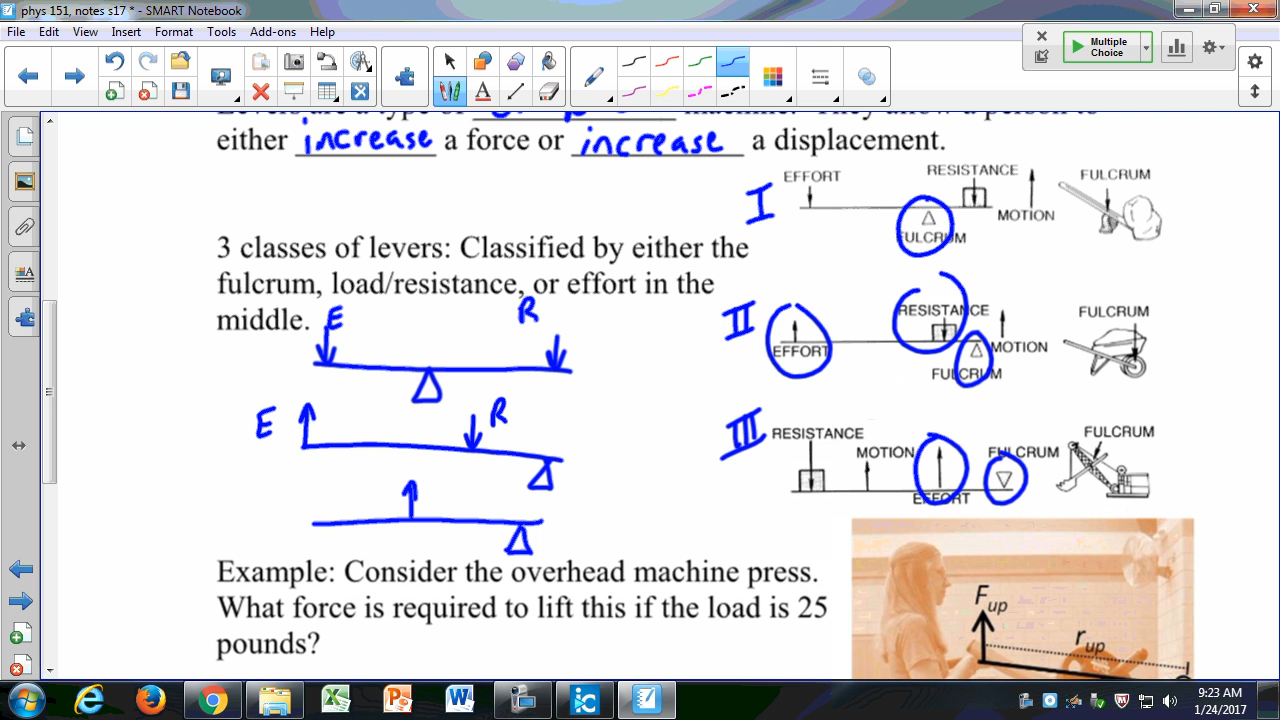 phys 151, notes s17 * - SMART Notebook
File Edit View Insert Format Tools Add-ons Help
Multiple
Choice
either increase a force or increase a displacement.
I
EFFORT
RESISTANCE
MOTION
FULCRUM
FULCRUM
3 classes of levers: Classified by either the
fulcrum, load/resistance, or effort in the
middle.
E
R
II
EFFORT
RESISTANCE
MOTION
FULCRUM
FULCRUM
E
R
III
RESISTANCE
MOTION
EFFORT
FULCRUM
FULCRUM
Example: Consider the overhead machine press.
What force is required to lift this if the load is 25
pounds?
Fup
rup
9:23 AM
1/24/2017